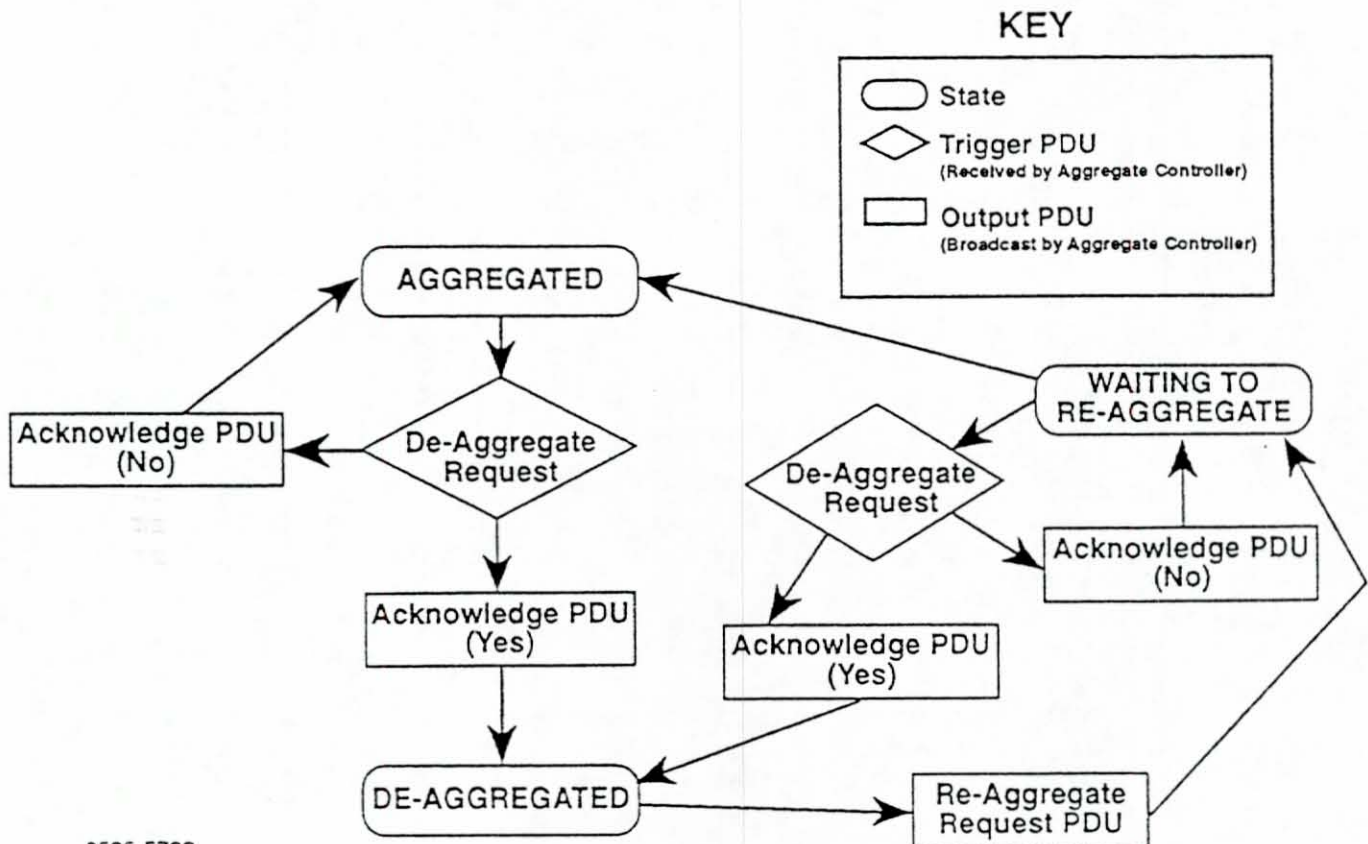 KEY
State
Trigger PDU
(Received by Aggregate Controller)
Output PDU
(Broadcast by Aggregate Controller)
AGGREGATED
WAITING TO
RE-AGGREGATE
Acknowledge PDU
(No)
De-Aggregate
Request
De-Aggregate
Request
Acknowledge PDU
(No)
Acknowledge PDU
(Yes)
Acknowledge PDU
(Yes)
DE-AGGREGATED
Re-Aggregate
Request PDU